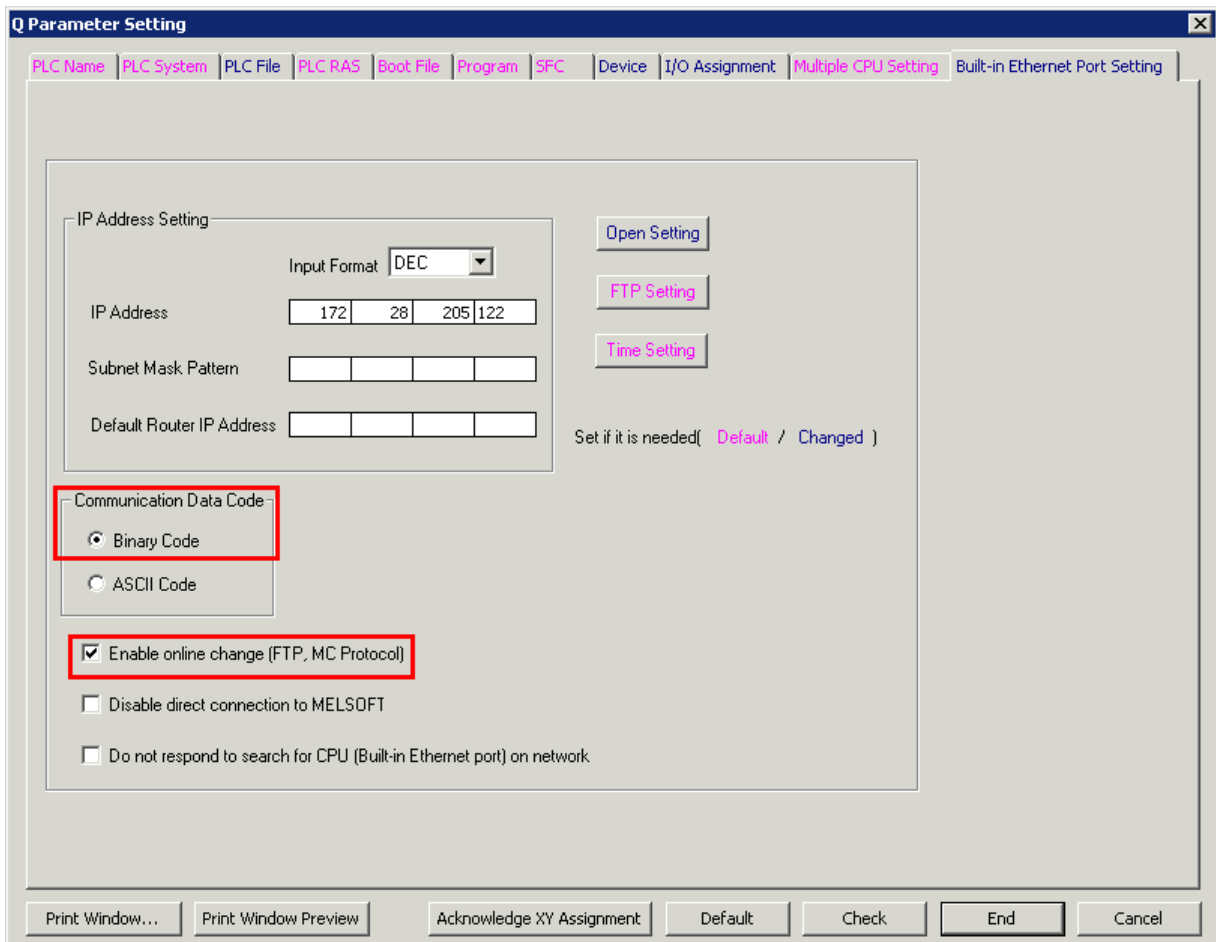 Q Parameter Setting
PLC Name PLC System PLC File PLC RAS Boot File Program SFC Device I/O Assignment Multiple CPU Setting Built-in Ethernet Port Setting
IP Address Setting
Input Format DEC
IP Address 172 28 205 122
Subnet Mask Pattern
Default Router IP Address
Open Setting
FTP Setting
Time Setting
Set if it is needed( Default / Changed )
Communication Data Code
Binary Code
ASCII Code
Enable online change (FTP, MC Protocol)
Disable direct connection to MELSOFT
Do not respond to search for CPU (Built-in Ethernet port) on network
Print Window... Print Window Preview Acknowledge XY Assignment Default Check End Cancel